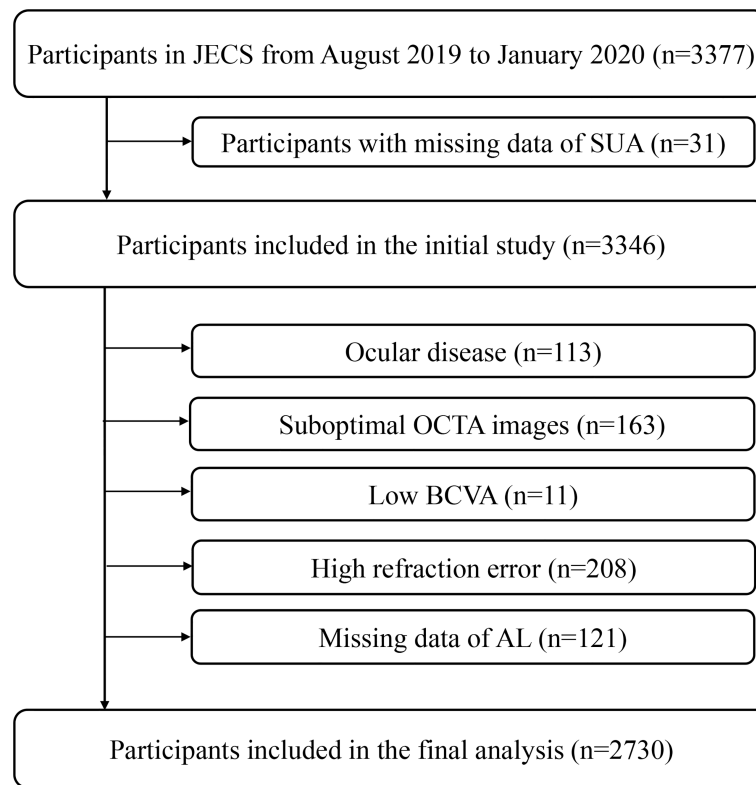 Participants in JECS from August 2019 to January 2020 (n=3377)
Participants with missing data of SUA (n=31)
Participants included in the initial study (n=3346)
Ocular disease (n=113)
Suboptimal OCTA images (n=163)
Low BCVA (n=11)
High refraction error (n=208)
Missing data of AL (n=121)
Participants included in the final analysis (n=2730)